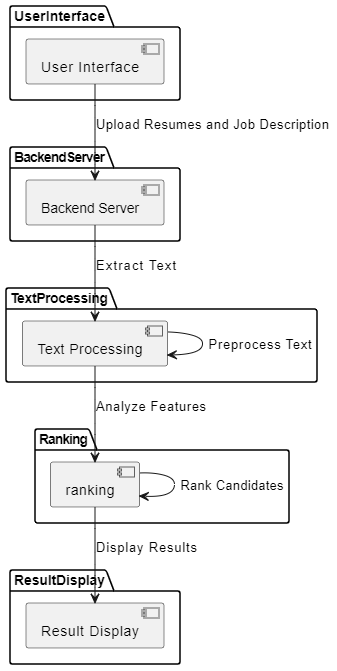 UserInterface
User Interface
Upload Resumes and Job Description
BackendServer
Backend Server
Extract Text
TextProcessing
Text Processing
Preprocess Text
Analyze Features
Ranking
ranking
Rank Candidates
Display Results
ResultDisplay
Result Display